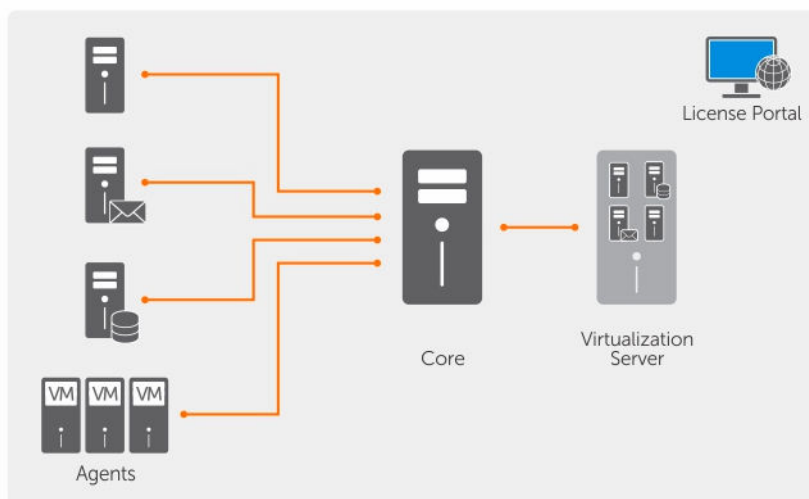 License Portal
Core
Virtualization
Server
VM VM VM
Agents